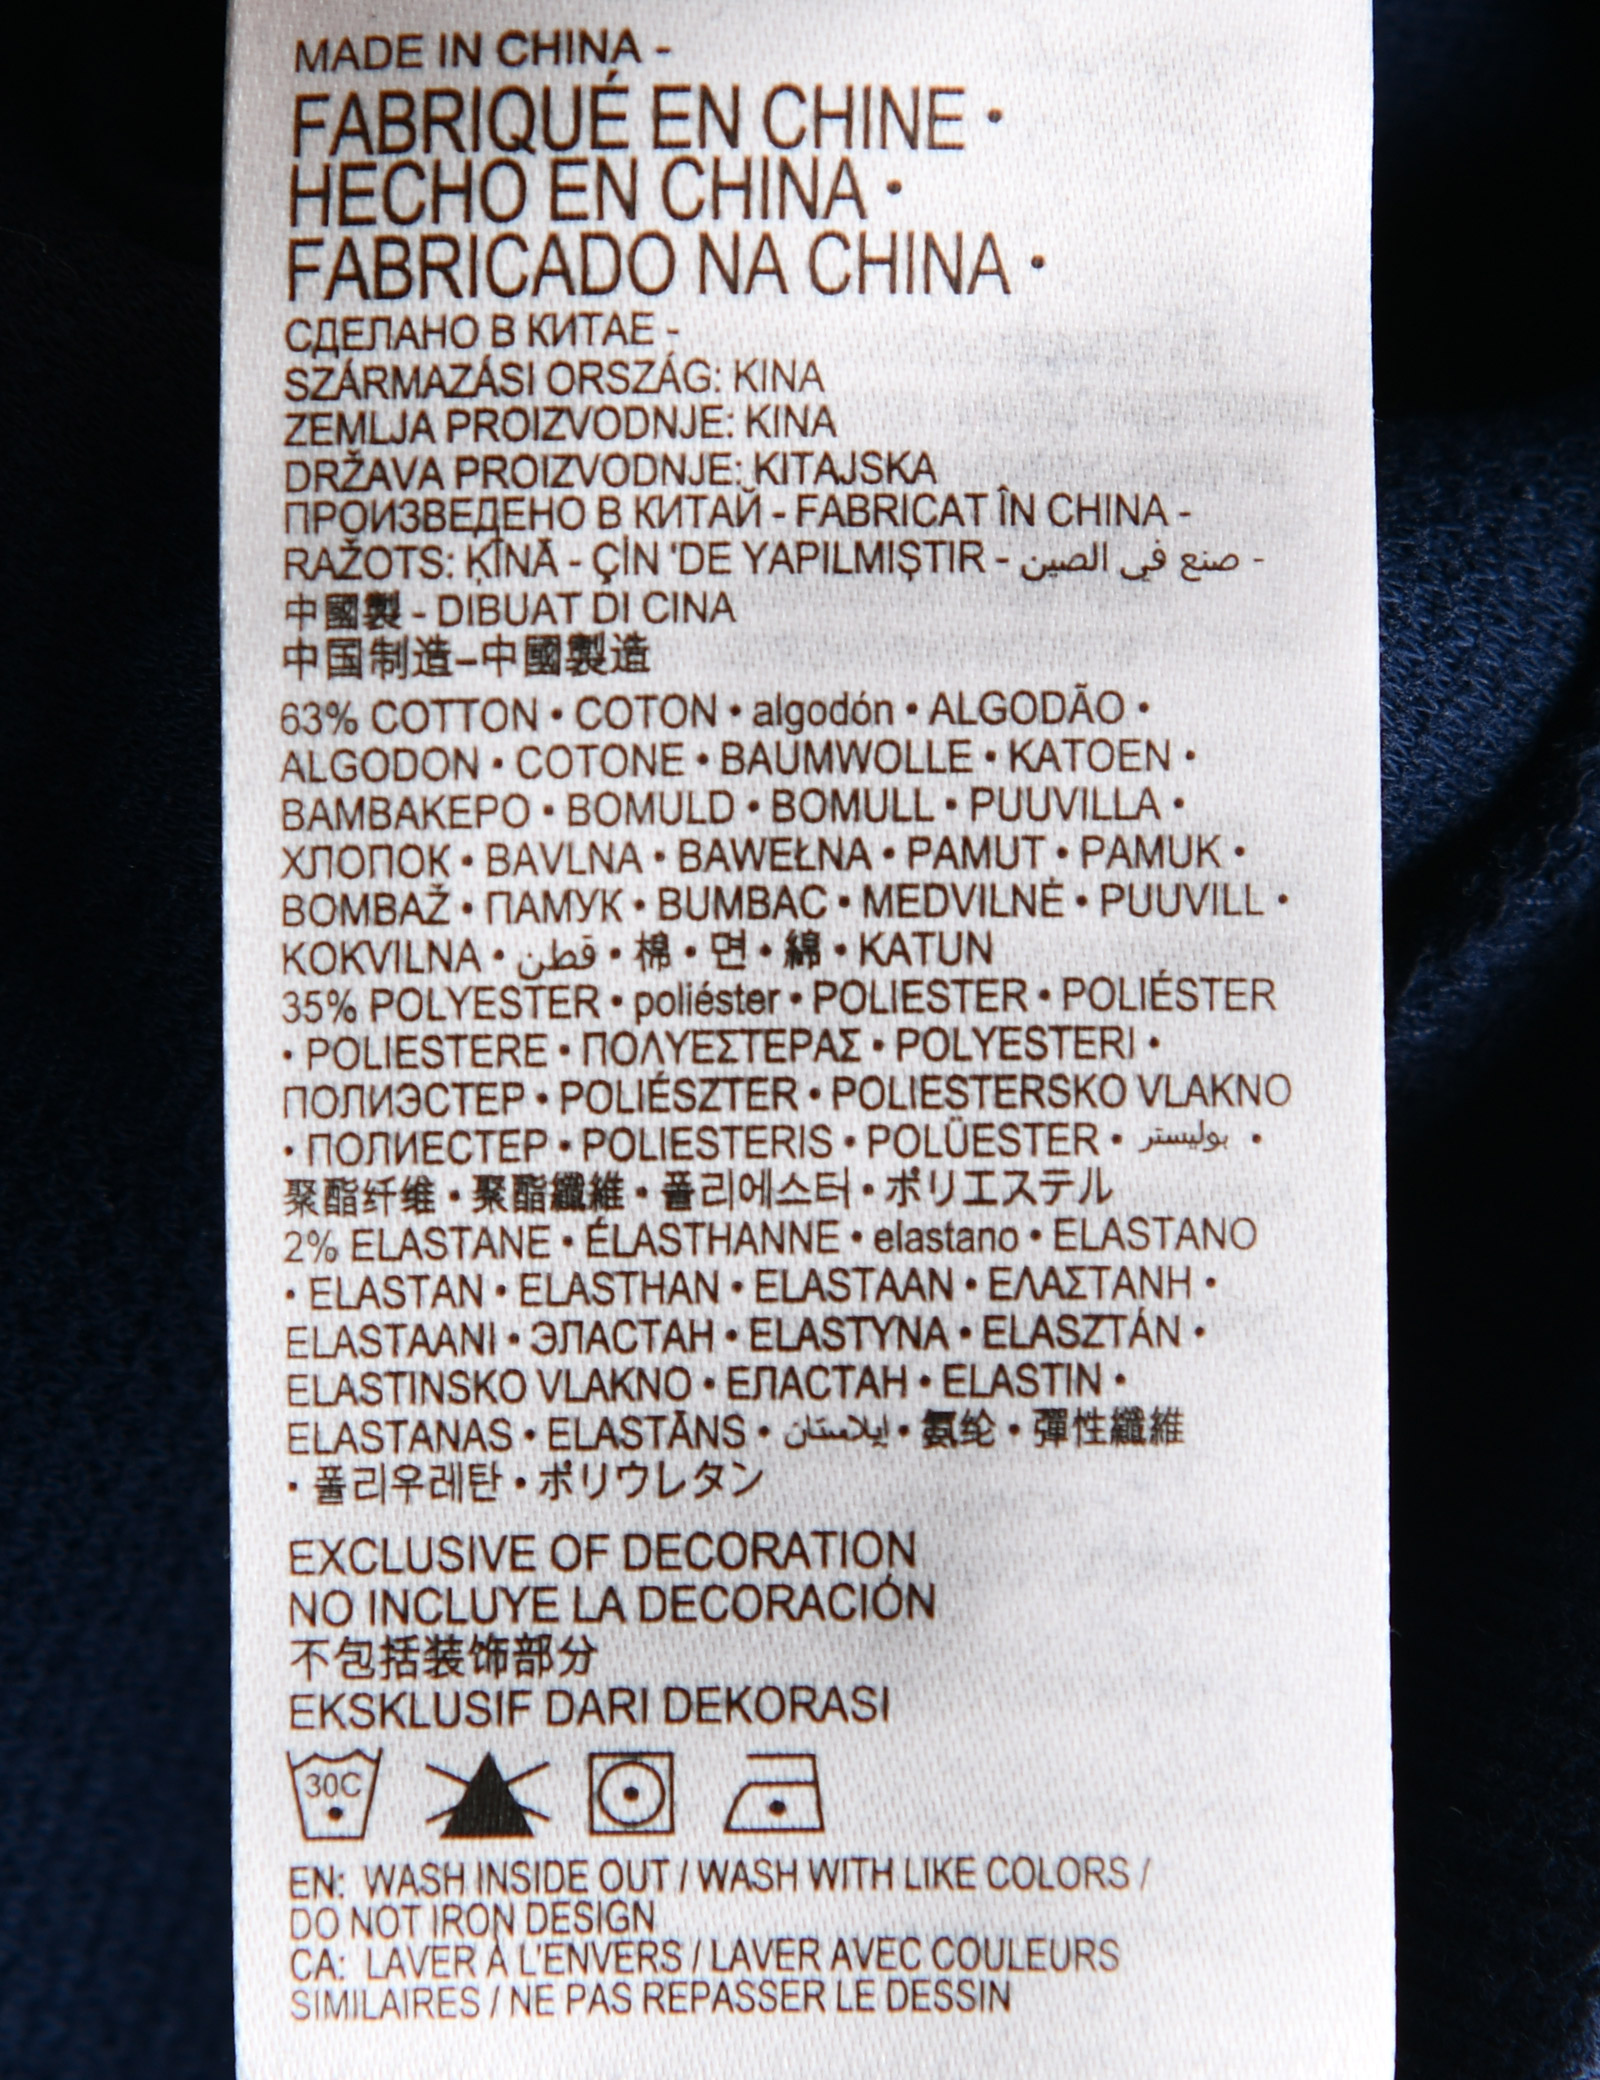 MADE IN CHINA -
FABRIQUÉ EN CHINE •
HECHO EN CHINA •
FABRICADO NA CHINA •
СДЕЛАНО В КИТАЕ -
SZÁRMAZÁSI ORSZÁG: KINA
ZEMLJA PROIZVODNJE: KINA
DRŽAVA PROIZVODNJE: KITAJSKA
ПРОИЗВЕДЕНО В КИТАЙ - FABRICAT ÎN CHINA -
RAŽOTS: ĶĪNĀ - ÇİN 'DE YAPILMIŞTIR - صنع في الصين -
中國製 - DIBUAT DI CINA
中国制造–中國製造
63% COTTON • COTON • algodón • ALGODÃO •
ALGODON • COTONE • BAUMWOLLE • KATOEN •
ΒΑΜΒΑΚΕΡΟ • BOMULD • BOMULL • PUUVILLA •
ХЛОПОК • BAVLNA • BAWEŁNA • PAMUT • PAMUK •
BOMBAŽ • ПАМУК • BUMBAC • MEDVILNĖ • PUUVILL •
KOKVILNA • قطن • 棉 • 면 • 綿 • KATUN
35% POLYESTER • poliéster • POLIESTER • POLIÉSTER
• POLIESTERE • ΠΟΛΥΕΣΤΕΡΑΣ • POLYESTERI •
ПОЛИЭСТЕР • POLIÉSZTER • POLIESTERSKO VLAKNO
• ПОЛИЕСТЕР • POLIESTERIS • POLÜESTER • بوليستر •
聚酯纤维 • 聚酯纖維 • 폴리에스터 • ポリエステル
2% ELASTANE • ÉLASTHANNE • elastano • ELASTANO
• ELASTAN • ELASTHAN • ELASTAAN • ΕΛΑΣΤΑΝΗ •
ELASTAANI • ЭЛАСТАН • ELASTYNA • ELASZTÁN •
ELASTINSKO VLAKNO • ЕЛАСТАН • ELASTIN •
ELASTANAS • ELASTĀNS • إيلاستان • 氨纶 • 彈性纖維
• 폴리우레탄 • ポリウレタン
EXCLUSIVE OF DECORATION
NO INCLUYE LA DECORACIÓN
不包括装饰部分
EKSKLUSIF DARI DEKORASI
30C
EN: WASH INSIDE OUT / WASH WITH LIKE COLORS /
DO NOT IRON DESIGN
CA: LAVER À L'ENVERS / LAVER AVEC COULEURS
SIMILAIRES / NE PAS REPASSER LE DESSIN